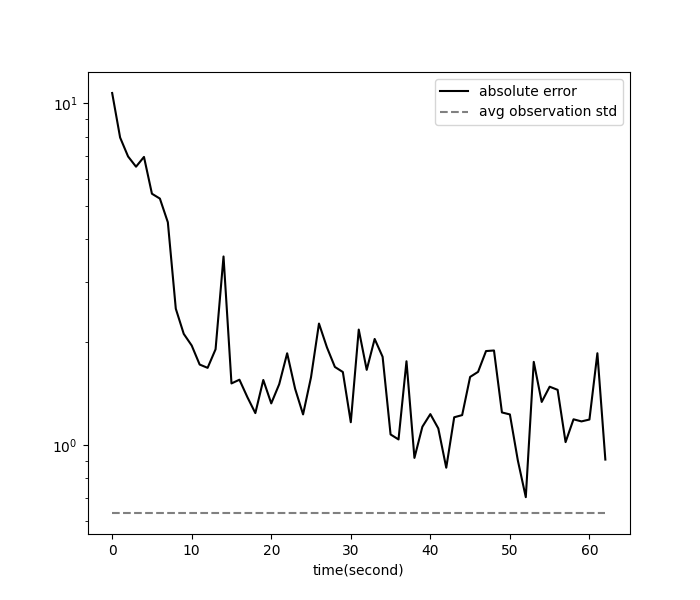 absolute error
avg observation std
10¹
10⁰
0 10 20 30 40 50 60
time(second)